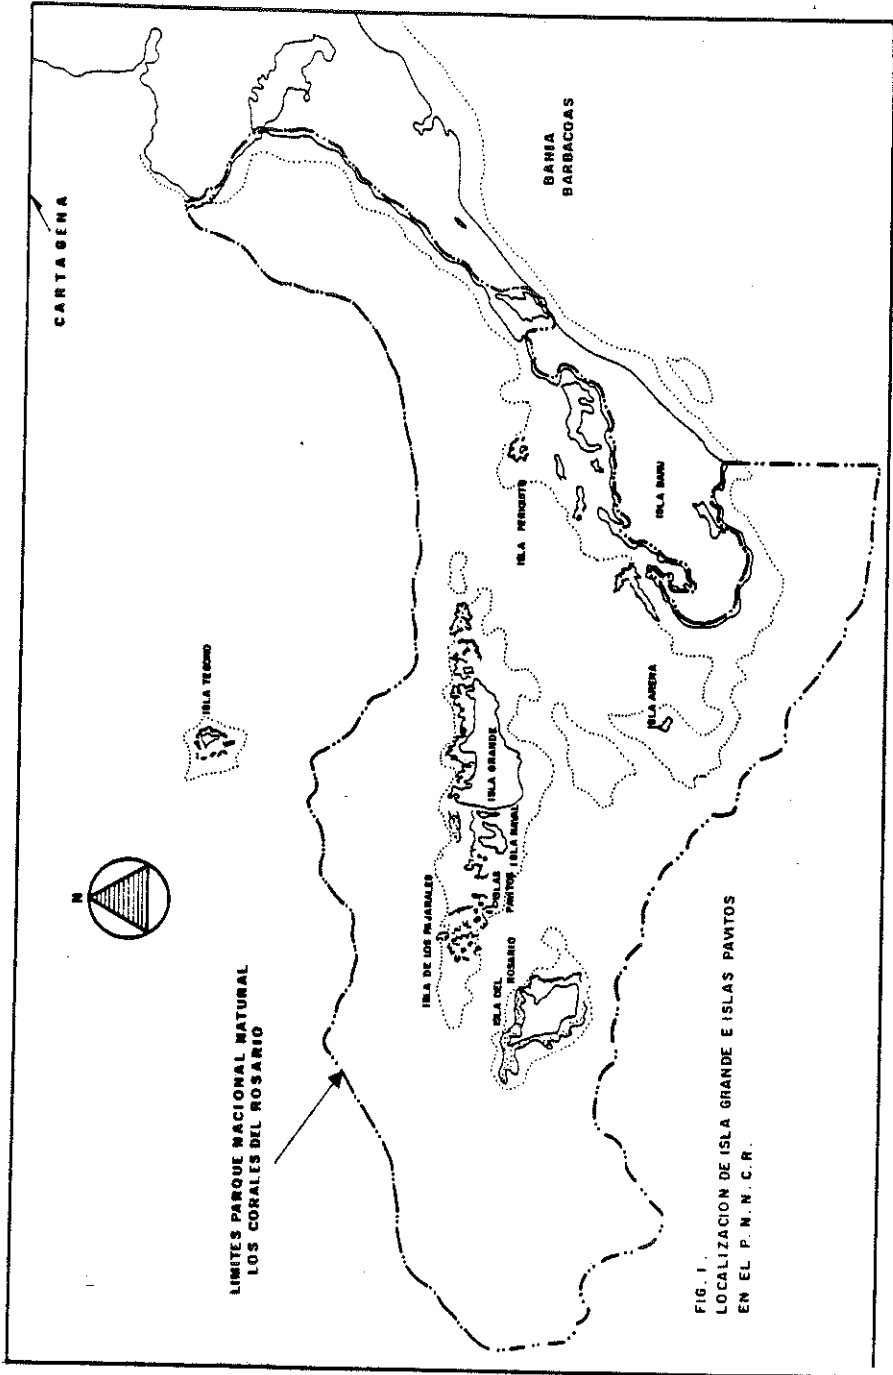 CARTAGENA
BAHIA
BARBACOAS
N
ISLA TESORO
LIMITES PARQUE NACIONAL NATURAL
LOS CORALES DEL ROSARIO
ISLA PERIQUITO
ISLA BARU
ISLA ARENA
ISLA GRANDE
ISLA NAVAL
ISLAS
PAVITOS
ISLA DE LOS PAJARALES
ISLA DEL
ROSARIO
FIG. 1.
LOCALIZACION DE ISLA GRANDE E ISLAS PAVITOS
EN EL P. N. N. C. R.